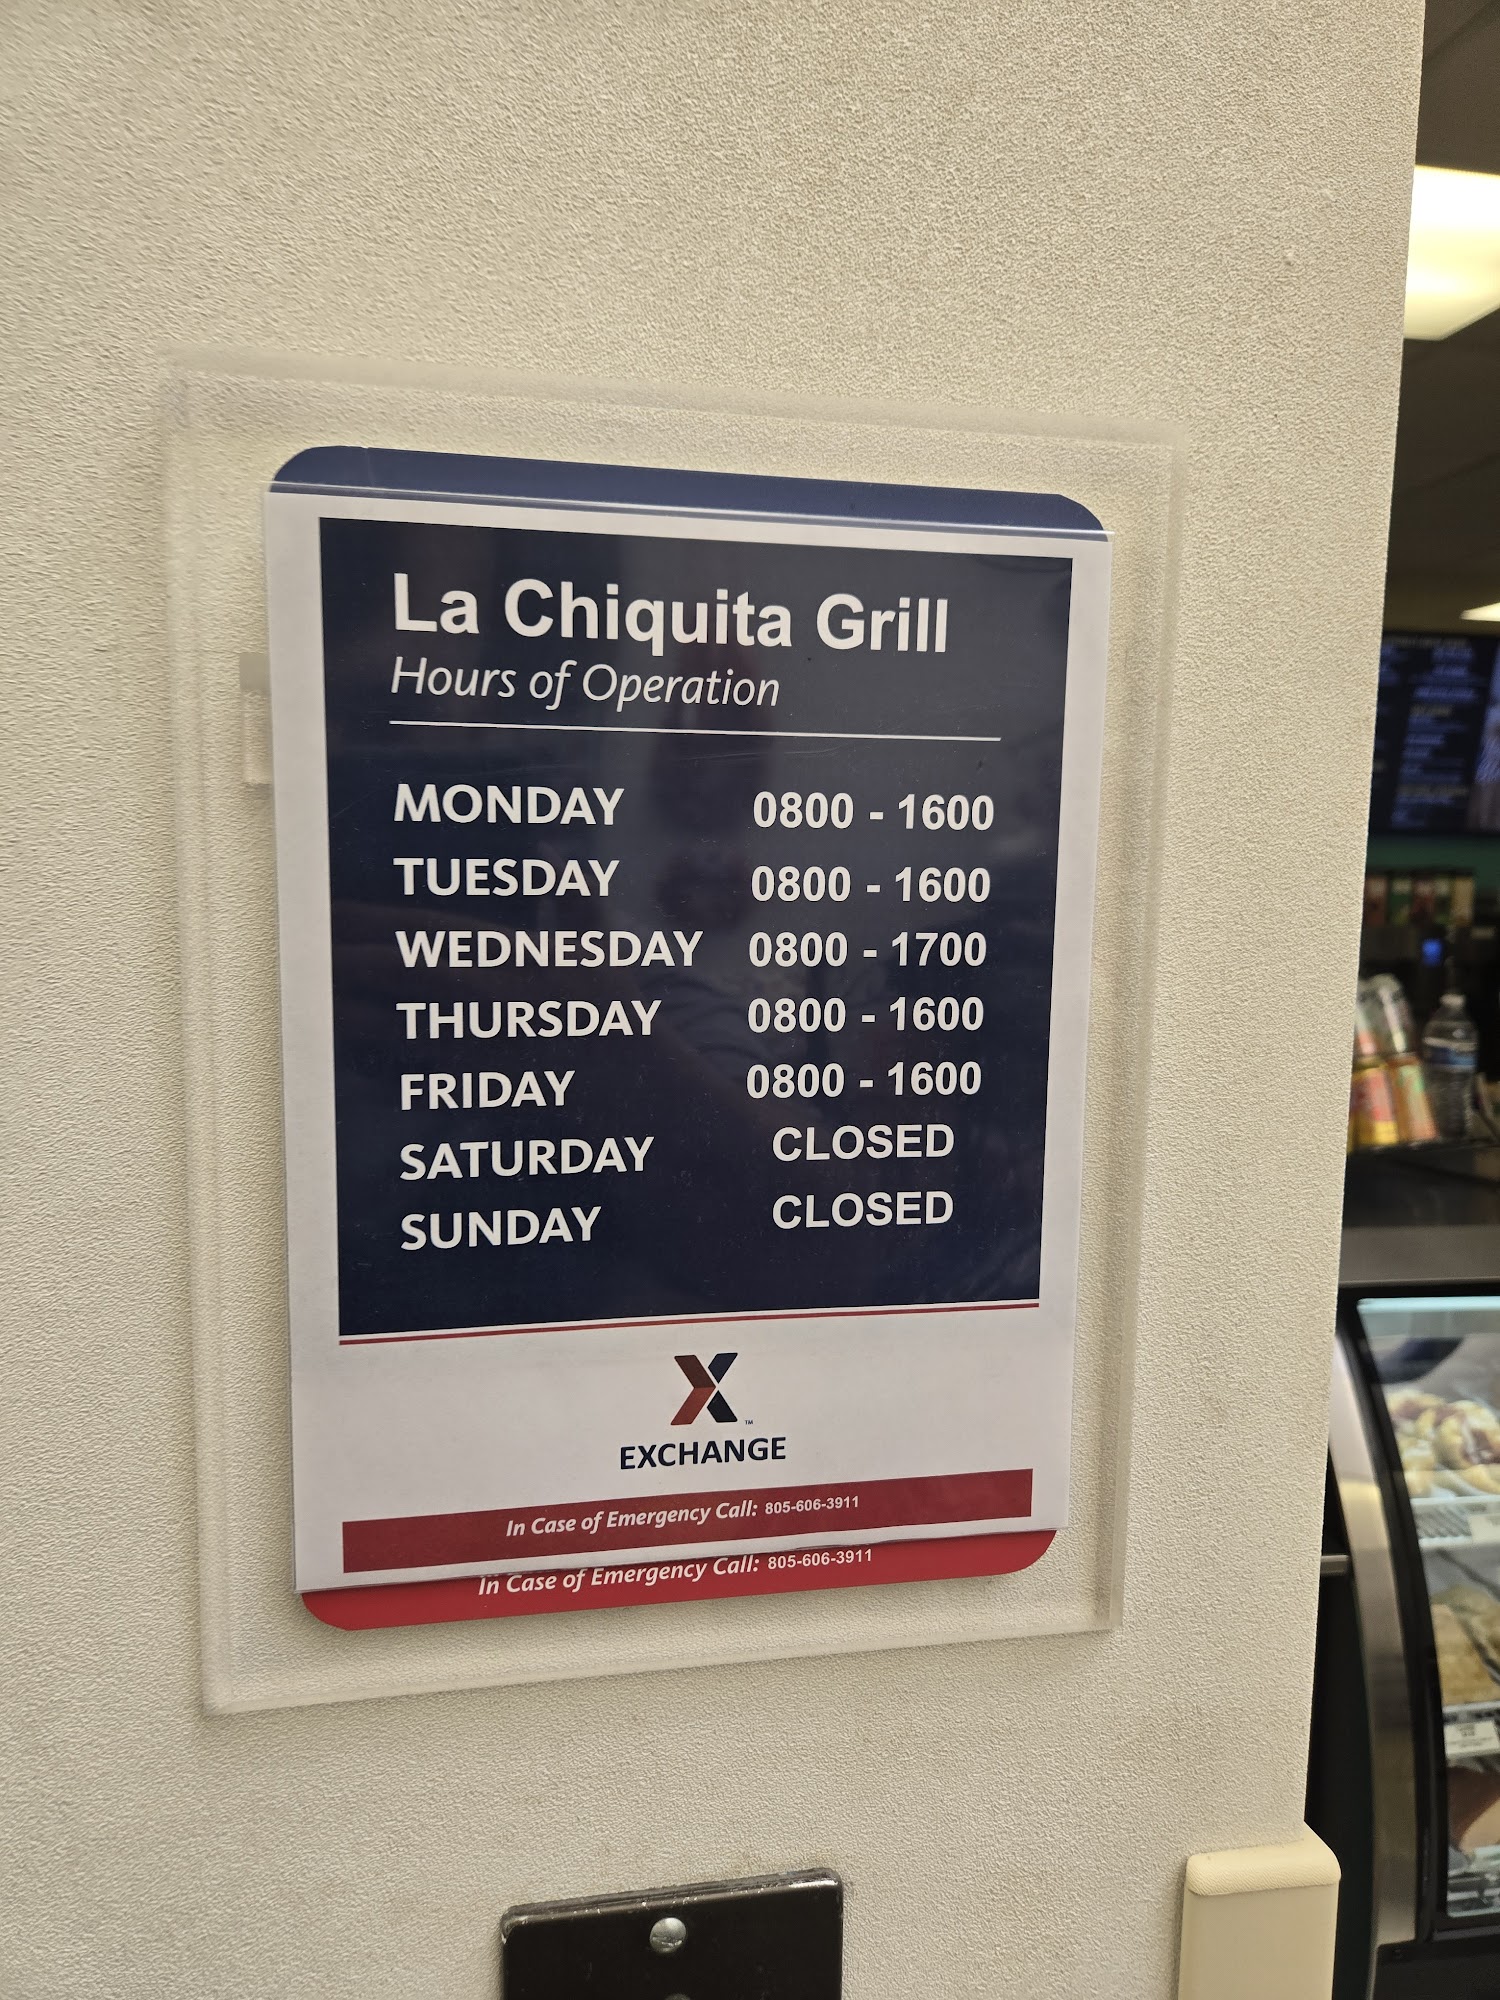 La Chiquita Grill
Hours of Operation
MONDAY 0800 - 1600
TUESDAY 0800 - 1600
WEDNESDAY 0800 - 1700
THURSDAY 0800 - 1600
FRIDAY 0800 - 1600
SATURDAY CLOSED
SUNDAY CLOSED
X™
EXCHANGE
In Case of Emergency Call: 805-606-3911
In Case of Emergency Call: 805-606-3911